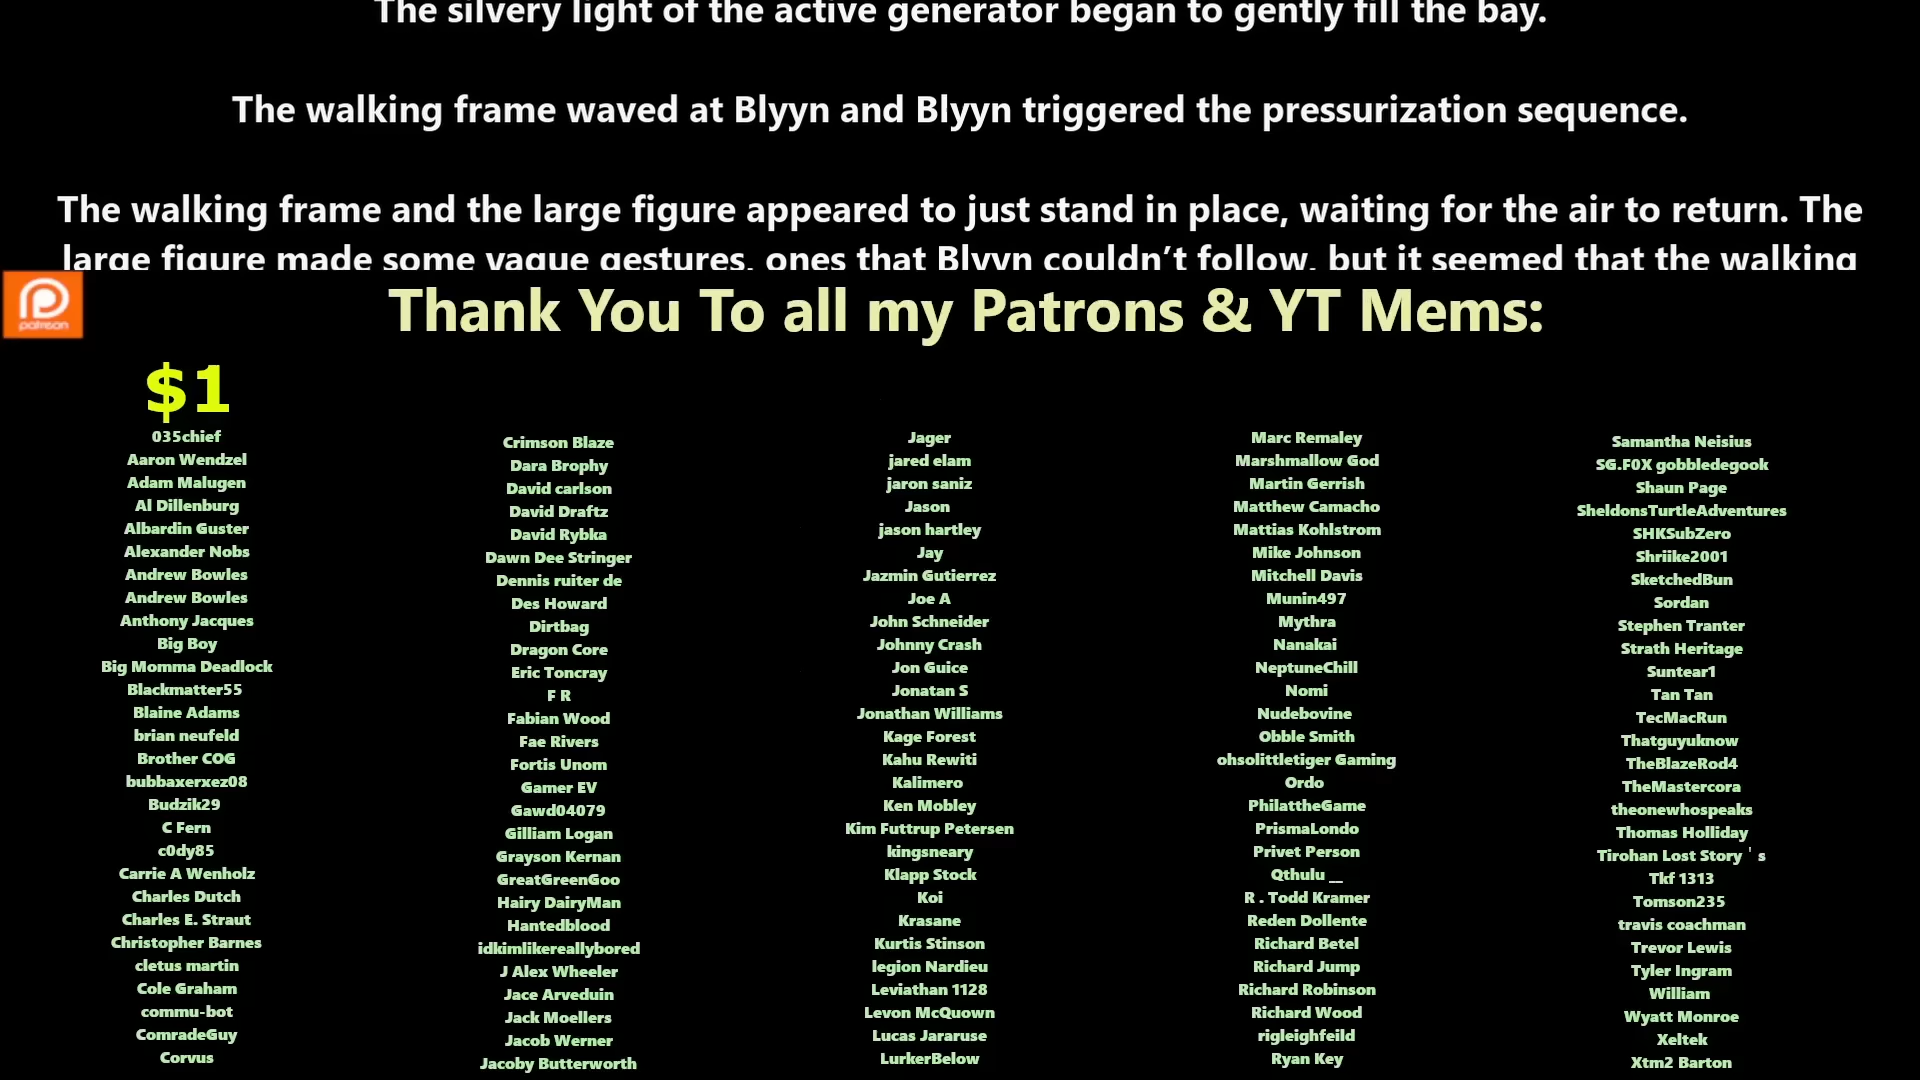 The silvery light of the active generator began to gently fill the bay.
The walking frame waved at Blyyn and Blyyn triggered the pressurization sequence.
The walking frame and the large figure appeared to just stand in place, waiting for the air to return. The
large figure made some vague gestures, ones that Blyyn couldn’t follow, but it seemed that the walking
patreon
Thank You To all my Patrons & YT Mems:
$1
035chief
Aaron Wendzel
Adam Malugen
Al Dillenburg
Albardin Guster
Alexander Nobs
Andrew Bowles
Andrew Bowles
Anthony Jacques
Big Boy
Big Momma Deadlock
Blackmatter55
Blaine Adams
brian neufeld
Brother COG
bubbaxerxez08
Budzik29
C Fern
c0dy85
Carrie A Wenholz
Charles Dutch
Charles E. Straut
Christopher Barnes
cletus martin
Cole Graham
commu-bot
ComradeGuy
Corvus
Crimson Blaze
Dara Brophy
David carlson
David Draftz
David Rybka
Dawn Dee Stringer
Dennis ruiter de
Des Howard
Dirtbag
Dragon Core
Eric Toncray
F R
Fabian Wood
Fae Rivers
Fortis Unom
Gamer EV
Gawd04079
Gilliam Logan
Grayson Kernan
GreatGreenGoo
Hairy DairyMan
Hantedblood
idkimlikereallybored
J Alex Wheeler
Jace Arveduin
Jack Moellers
Jacob Werner
Jacoby Butterworth
Jager
jared elam
jaron saniz
Jason
jason hartley
Jay
Jazmin Gutierrez
Joe A
John Schneider
Johnny Crash
Jon Guice
Jonatan S
Jonathan Williams
Kage Forest
Kahu Rewiti
Kalimero
Ken Mobley
Kim Futtrup Petersen
kingsneary
Klapp Stock
Koi
Krasane
Kurtis Stinson
legion Nardieu
Leviathan 1128
Levon McQuown
Lucas Jararuse
LurkerBelow
Marc Remaley
Marshmallow God
Martin Gerrish
Matthew Camacho
Mattias Kohlstrom
Mike Johnson
Mitchell Davis
Munin497
Mythra
Nanakai
NeptuneChill
Nomi
Nudebovine
Obble Smith
ohsolittletiger Gaming
Ordo
PhilattheGame
PrismaLondo
Privet Person
Qthulu __
R . Todd Kramer
Reden Dollente
Richard Betel
Richard Jump
Richard Robinson
Richard Wood
rigleighfeild
Ryan Key
Samantha Neisius
SG.F0X gobbledegook
Shaun Page
SheldonsTurtleAdventures
SHKSubZero
Shriike2001
SketchedBun
Sordan
Stephen Tranter
Strath Heritage
Suntear1
Tan Tan
TecMacRun
Thatguyuknow
TheBlazeRod4
TheMastercora
theonewhospeaks
Thomas Holliday
Tirohan Lost Story ' s
Tkf 1313
Tomson235
travis coachman
Trevor Lewis
Tyler Ingram
William
Wyatt Monroe
Xeltek
Xtm2 Barton